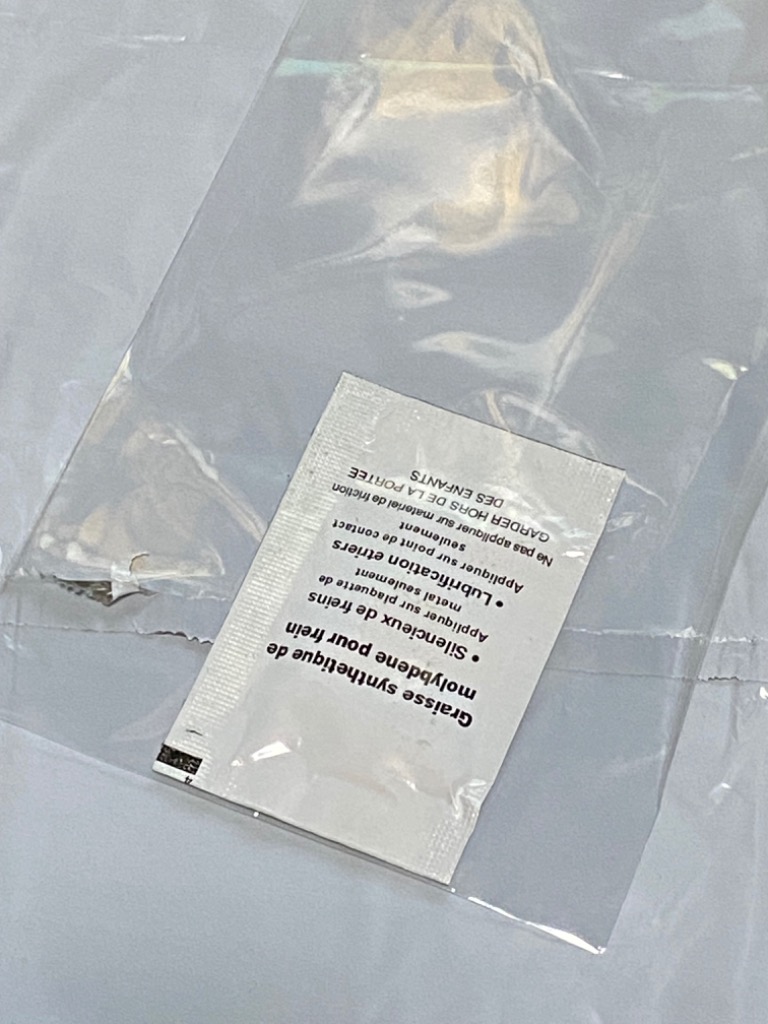 Graisse synthetique de
molybdene pour frein
• Silencieux de freins
Appliquer sur plaquette de
metal seulement
• Lubrification etriers
Appliquer sur point de contact
seulement
Ne pas appliquer sur materiel de friction
GARDER HORS DE LA PORTEE
DES ENFANTS
4